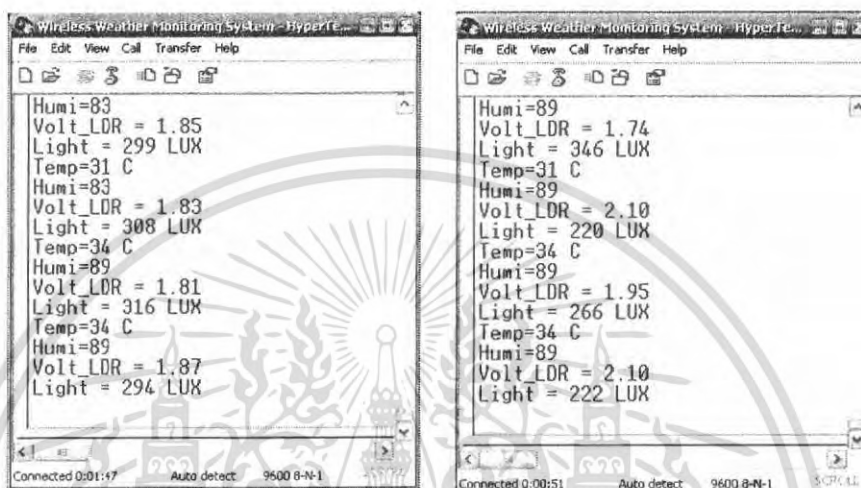 Wireless Weather Monitoring System - HyperTe...
File Edit View Call Transfer Help
Humi=83
Volt_LDR = 1.85
Light = 299 LUX
Temp=31 C
Humi=83
Volt_LDR = 1.83
Light = 308 LUX
Temp=34 C
Humi=89
Volt_LDR = 1.81
Light = 316 LUX
Temp=34 C
Humi=89
Volt_LDR = 1.87
Light = 294 LUX
Connected 0:01:47 Auto detect 9600 8-N-1
Wireless Weather Monitoring System - HyperTe...
File Edit View Call Transfer Help
Humi=89
Volt_LDR = 1.74
Light = 346 LUX
Temp=31 C
Humi=89
Volt_LDR = 2.10
Light = 220 LUX
Temp=34 C
Humi=89
Volt_LDR = 1.95
Light = 266 LUX
Temp=34 C
Humi=89
Volt_LDR = 2.10
Light = 222 LUX
Connected 0:00:51 Auto detect 9600 8-N-1 SCROLL